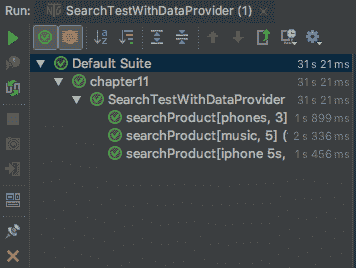 Run: SearchTestWithDataProvider (1)
Default Suite 31 s 21 ms
chapter11 31 s 21 ms
SearchTestWithDataProvider 31 s 21 ms
searchProduct[phones, 3] 1 s 899 ms
searchProduct[music, 5] ( 2 s 336 ms
searchProduct[iphone 5s, 1 s 456 ms